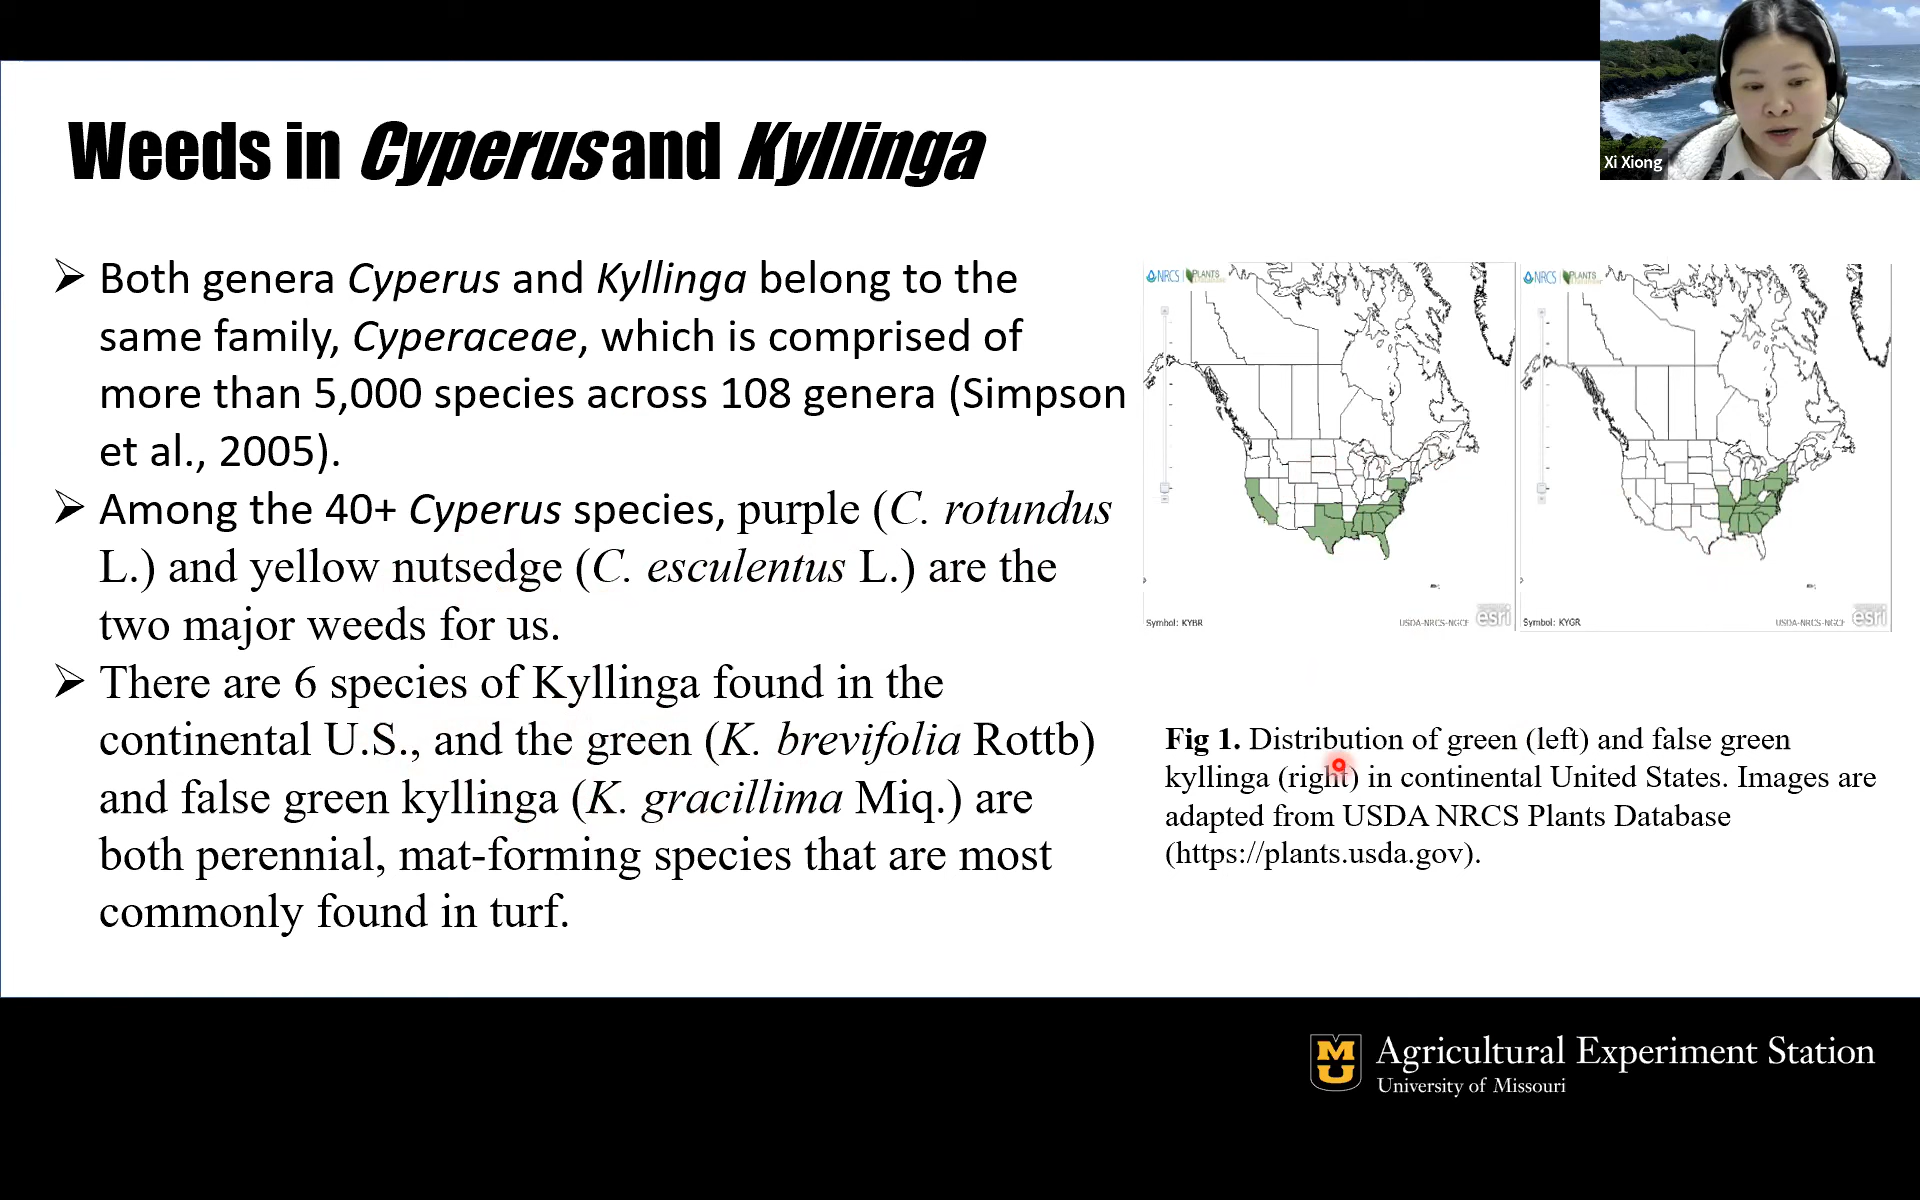 Xi Xiong
Weeds in Cyperus and Kyllinga
Both genera Cyperus and Kyllinga belong to the
same family, Cyperaceae, which is comprised of
more than 5,000 species across 108 genera (Simpson
et al., 2005).
Among the 40+ Cyperus species, purple (C. rotundus
L.) and yellow nutsedge (C. esculentus L.) are the
two major weeds for us.
There are 6 species of Kyllinga found in the
continental U.S., and the green (K. brevifolia Rottb)
and false green kyllinga (K. gracillima Miq.) are
both perennial, mat-forming species that are most
commonly found in turf.
NRCS PLANTS
Symbol: KYBR
USDA-NRCS-NGCE esri
NRCS PLANTS
Symbol: KYGR
USDA-NRCS-NGCE esri
Fig 1. Distribution of green (left) and false green
kyllinga (right) in continental United States. Images are
adapted from USDA NRCS Plants Database
(https://plants.usda.gov).
MU
Agricultural Experiment Station
University of Missouri